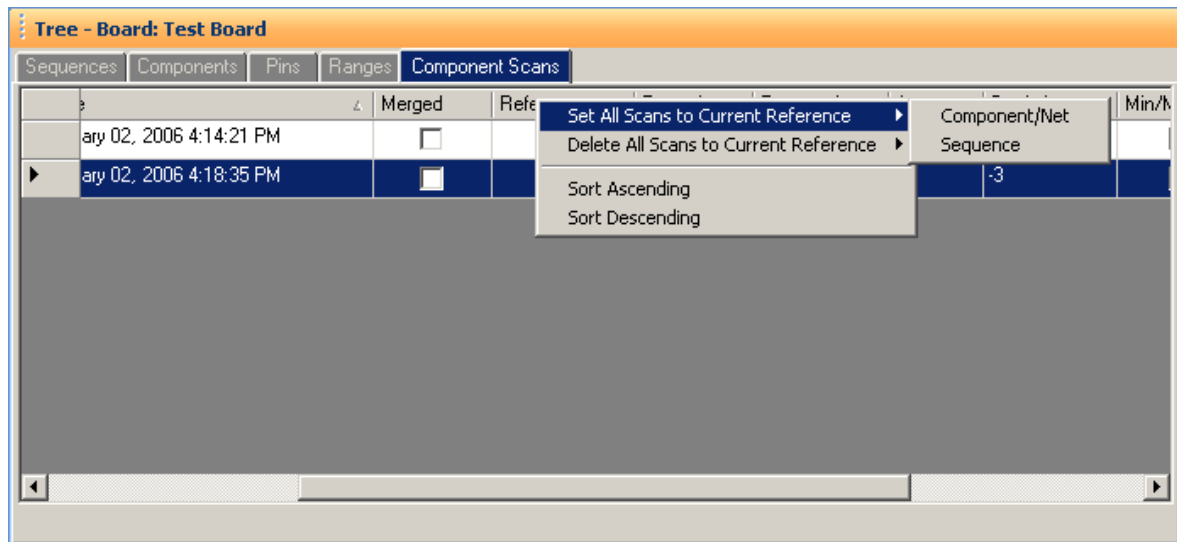 Tree - Board: Test Board
Sequences Components Pins Ranges Component Scans
Merged
Set All Scans to Current Reference
Component/Net
ary 02, 2006 4:14:21 PM
Delete All Scans to Current Reference
Sequence
ary 02, 2006 4:18:35 PM
-3
Sort Ascending
Sort Descending